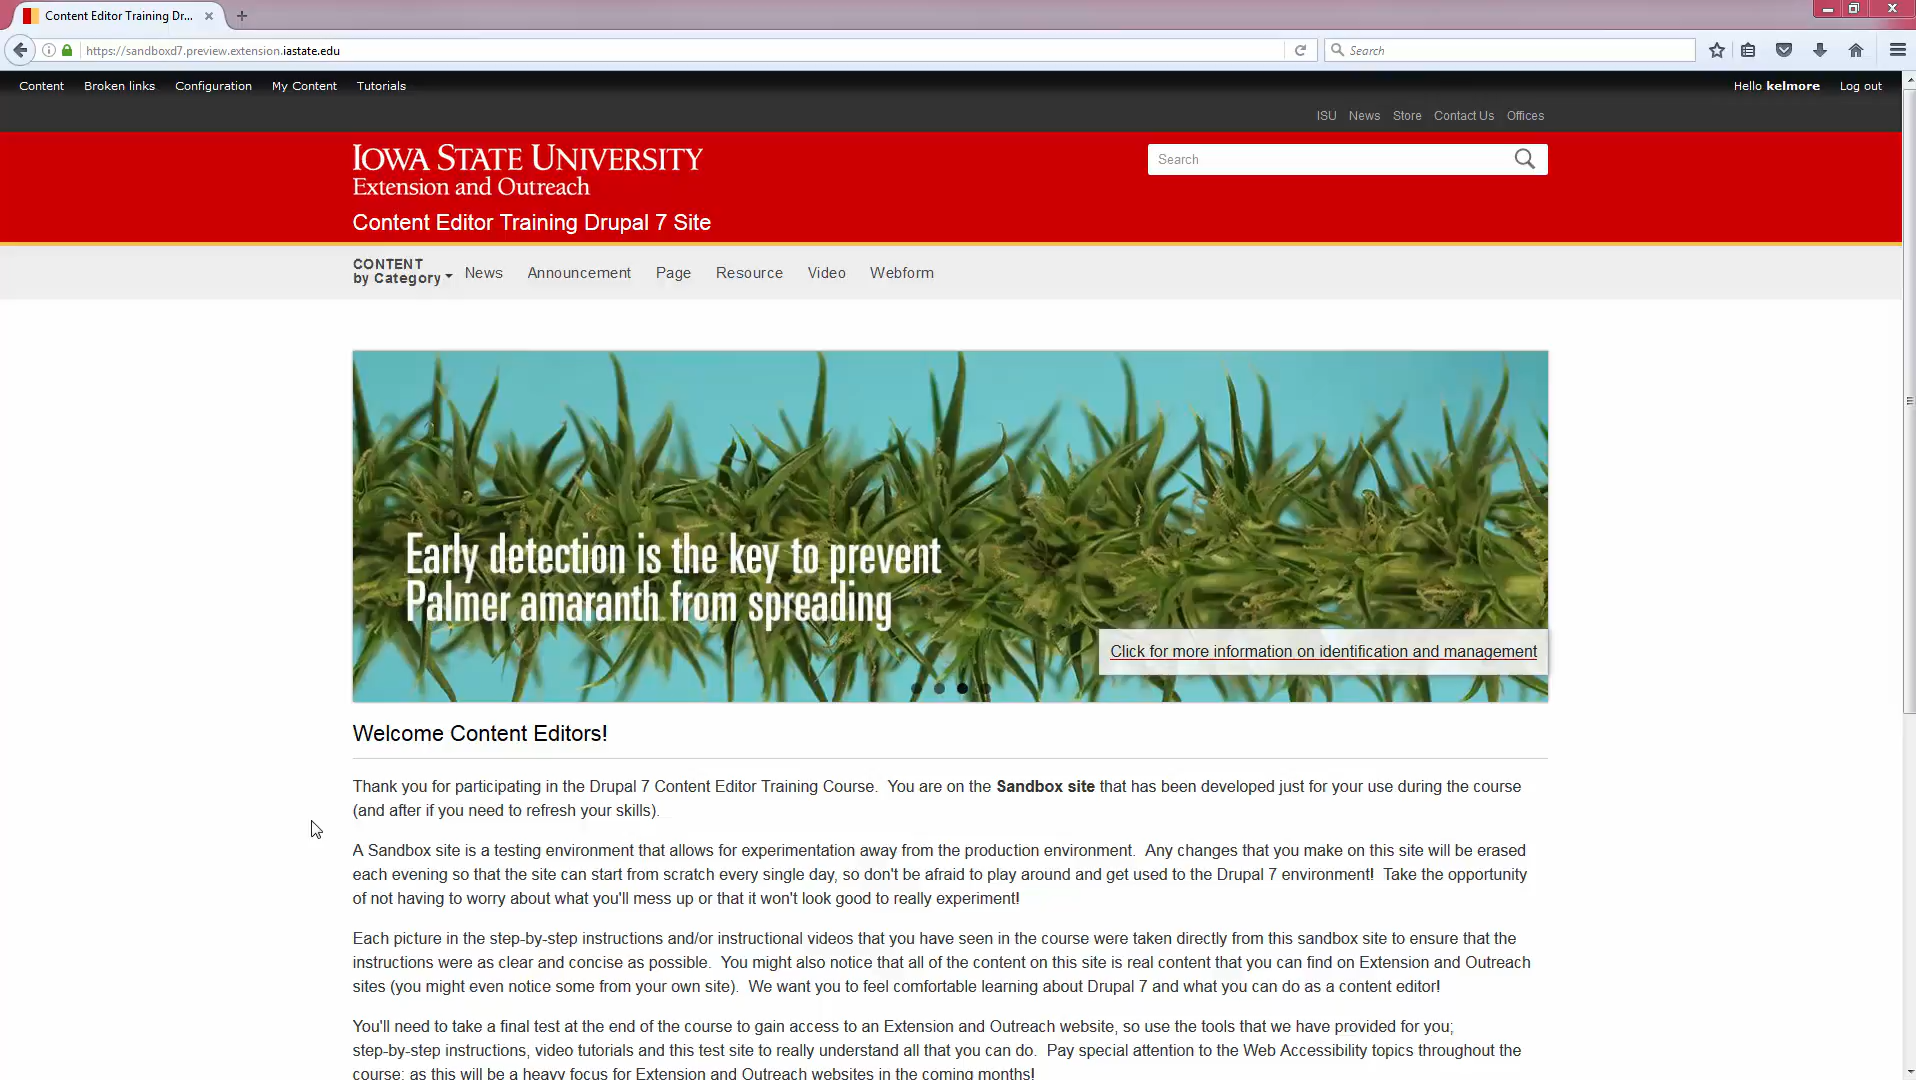 Content Editor Training Dr...
https://sandboxd7.preview.extension.iastate.edu
Search
Content Broken links Configuration My Content Tutorials
Hello kelmore Log out
ISU News Store Contact Us Offices
IOWA STATE UNIVERSITY
Extension and Outreach
Search
Content Editor Training Drupal 7 Site
CONTENT
by Category
News Announcement Page Resource Video Webform
Early detection is the key to prevent
Palmer amaranth from spreading
Click for more information on identification and management
Welcome Content Editors!
Thank you for participating in the Drupal 7 Content Editor Training Course.  You are on the Sandbox site that has been developed just for your use during the course
(and after if you need to refresh your skills).
A Sandbox site is a testing environment that allows for experimentation away from the production environment.  Any changes that you make on this site will be erased
each evening so that the site can start from scratch every single day, so don't be afraid to play around and get used to the Drupal 7 environment!  Take the opportunity
of not having to worry about what you'll mess up or that it won't look good to really experiment!
Each picture in the step-by-step instructions and/or instructional videos that you have seen in the course were taken directly from this sandbox site to ensure that the
instructions were as clear and concise as possible.  You might also notice that all of the content on this site is real content that you can find on Extension and Outreach
sites (you might even notice some from your own site).  We want you to feel comfortable learning about Drupal 7 and what you can do as a content editor!
You'll need to take a final test at the end of the course to gain access to an Extension and Outreach website, so use the tools that we have provided for you;
step-by-step instructions, video tutorials and this test site to really understand all that you can do.  Pay special attention to the Web Accessibility topics throughout the
course; as this will be a heavy focus for Extension and Outreach websites in the coming months!